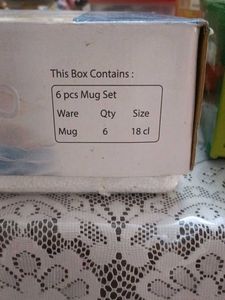 This Box Contains :
6 pcs Mug Set
Ware Qty Size
Mug 6 18 cl